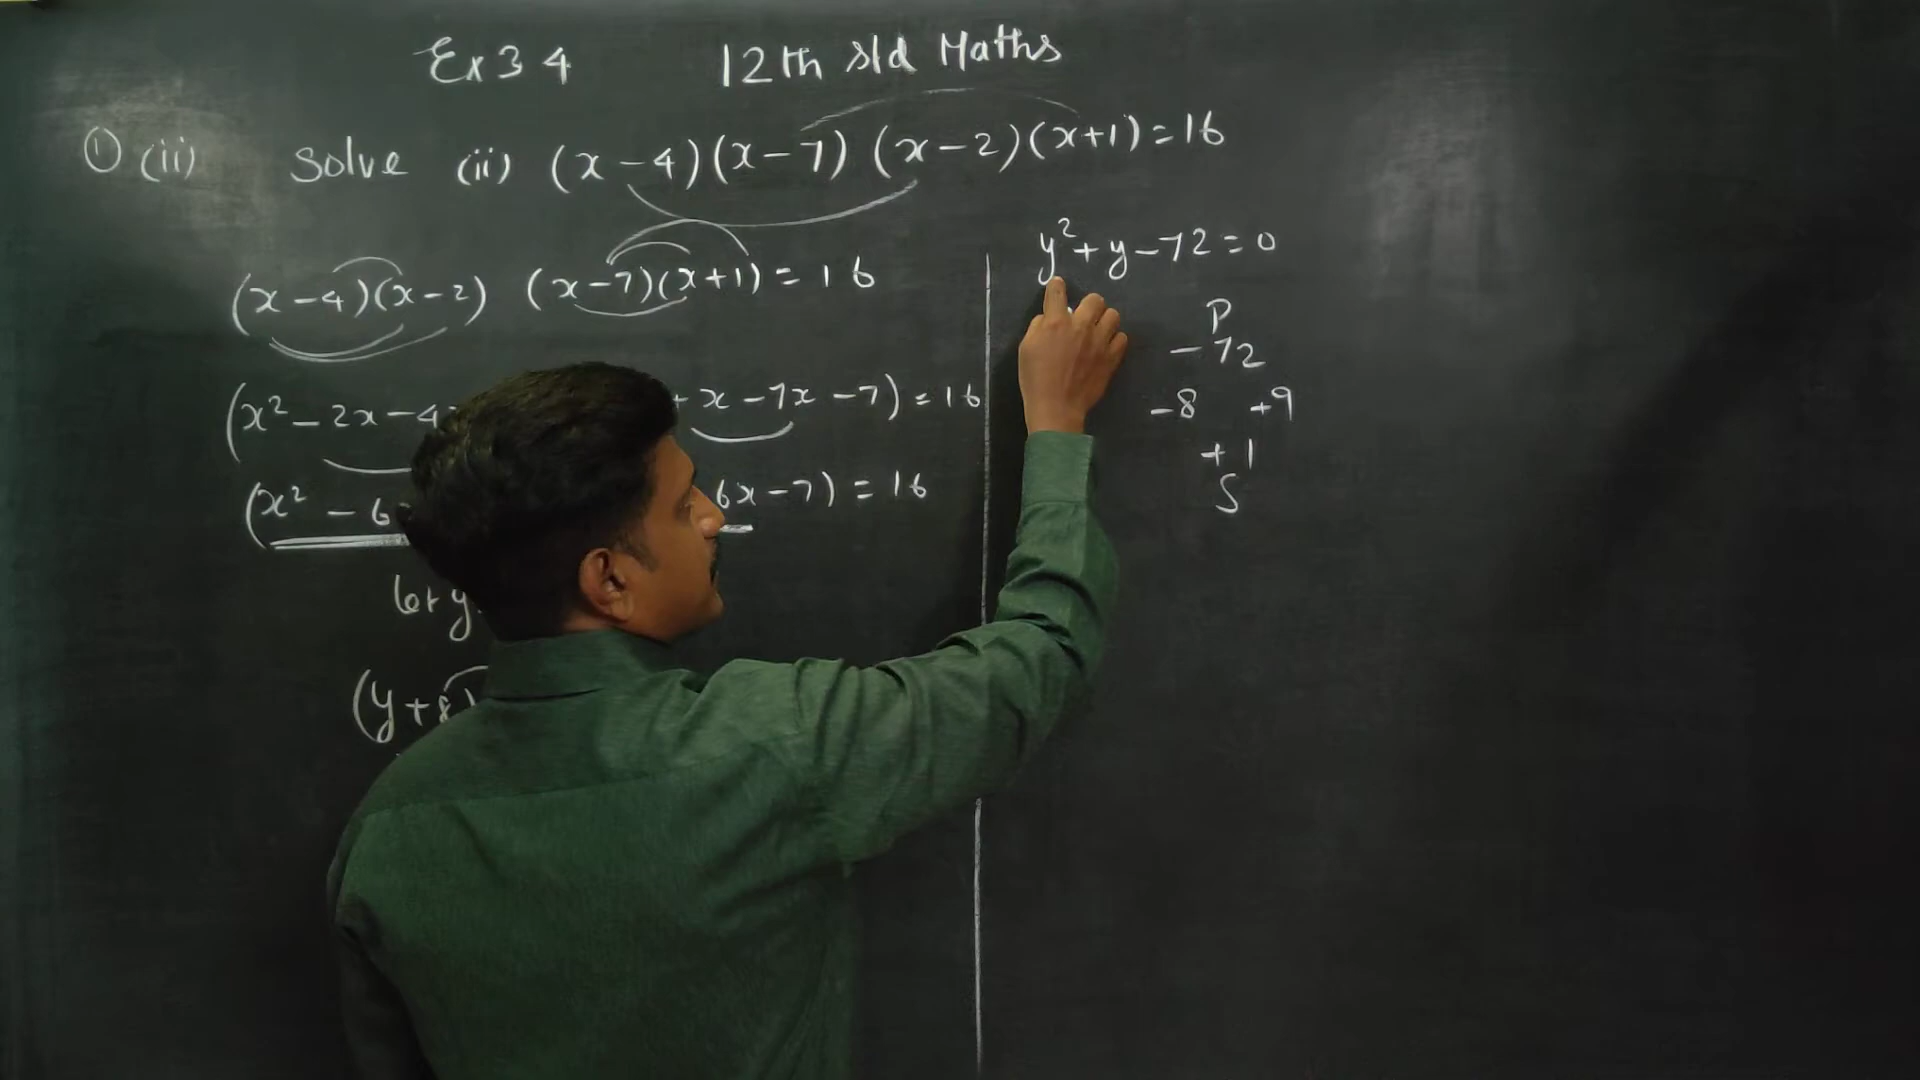 Ex 3 4 12th std Maths
① (ii) Solve (ii) (x-4)(x-7)(x-2)(x+1)=16
(x-4)(x-2) (x-7)(x+1)=16
(x²-2x-4 +x-7x-7)=16
(x²-6 6x-7)=16
let y
(y+8)
y²+y-72=0
P
-72
-8 +9
+1
S